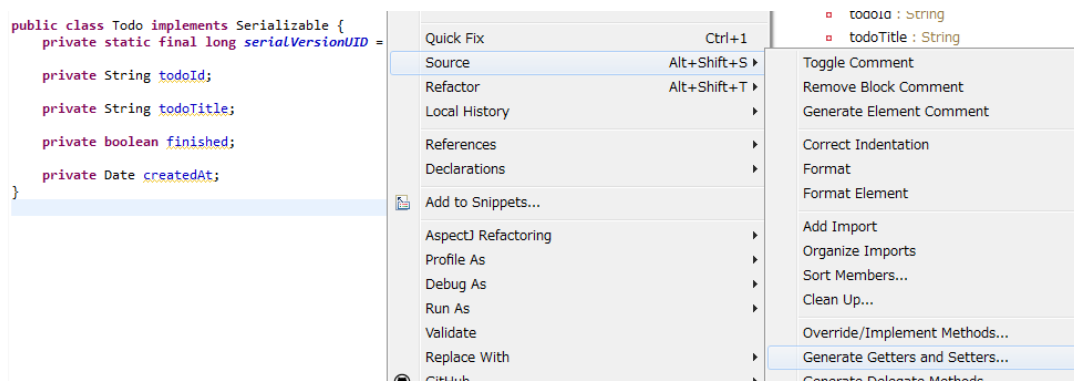 public class Todo implements Serializable {
private static final long serialVersionUID =
private String todoId;
private String todoTitle;
private boolean finished;
private Date createdAt;
}
Quick Fix Ctrl+1
Source Alt+Shift+S
Refactor Alt+Shift+T
Local History
References
Declarations
Add to Snippets...
AspectJ Refactoring
Profile As
Debug As
Run As
Validate
Replace With
GitHub
todoId : String
todoTitle : String
Toggle Comment
Remove Block Comment
Generate Element Comment
Correct Indentation
Format
Format Element
Add Import
Organize Imports
Sort Members...
Clean Up...
Override/Implement Methods...
Generate Getters and Setters...
Generate Delegate Methods